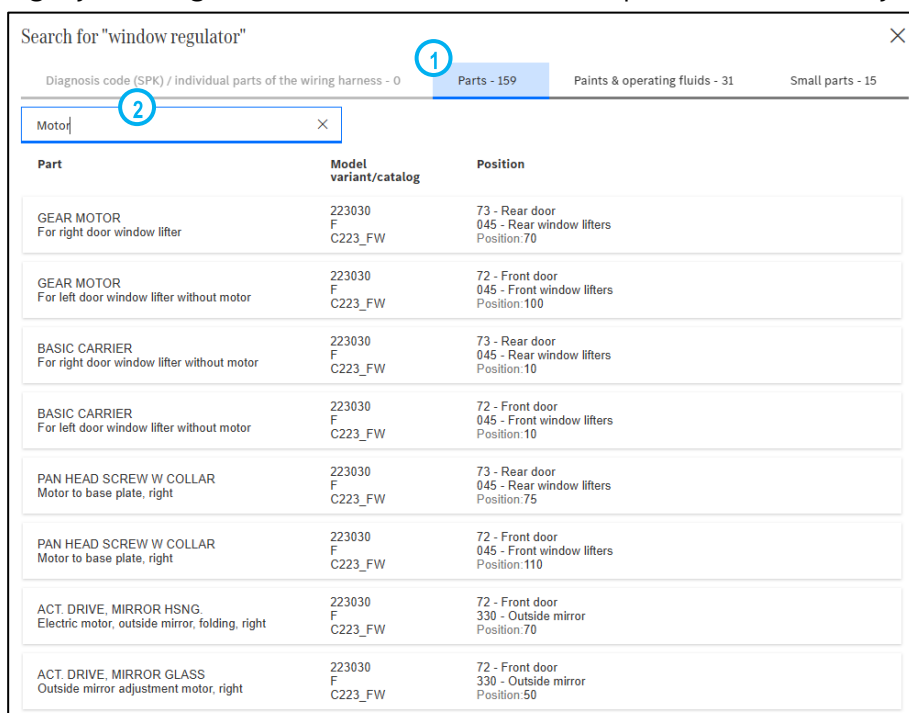 Search for "window regulator"
1
Diagnosis code (SPK) / individual parts of the wiring harness - 0 Parts - 159 Paints & operating fluids - 31 Small parts - 15
2
Motor
Part Model variant/catalog Position
GEAR MOTOR
For right door window lifter
223030
F
C223_FW
73 - Rear door
045 - Rear window lifters
Position:70
GEAR MOTOR
For left door window lifter without motor
223030
F
C223_FW
72 - Front door
045 - Front window lifters
Position:100
BASIC CARRIER
For right door window lifter without motor
223030
F
C223_FW
73 - Rear door
045 - Rear window lifters
Position:10
BASIC CARRIER
For left door window lifter without motor
223030
F
C223_FW
72 - Front door
045 - Front window lifters
Position:10
PAN HEAD SCREW W COLLAR
Motor to base plate, right
223030
F
C223_FW
73 - Rear door
045 - Rear window lifters
Position:75
PAN HEAD SCREW W COLLAR
Motor to base plate, right
223030
F
C223_FW
72 - Front door
045 - Front window lifters
Position:110
ACT. DRIVE, MIRROR HSNG.
Electric motor, outside mirror, folding, right
223030
F
C223_FW
72 - Front door
330 - Outside mirror
Position:70
ACT. DRIVE, MIRROR GLASS
Outside mirror adjustment motor, right
223030
F
C223_FW
72 - Front door
330 - Outside mirror
Position:50